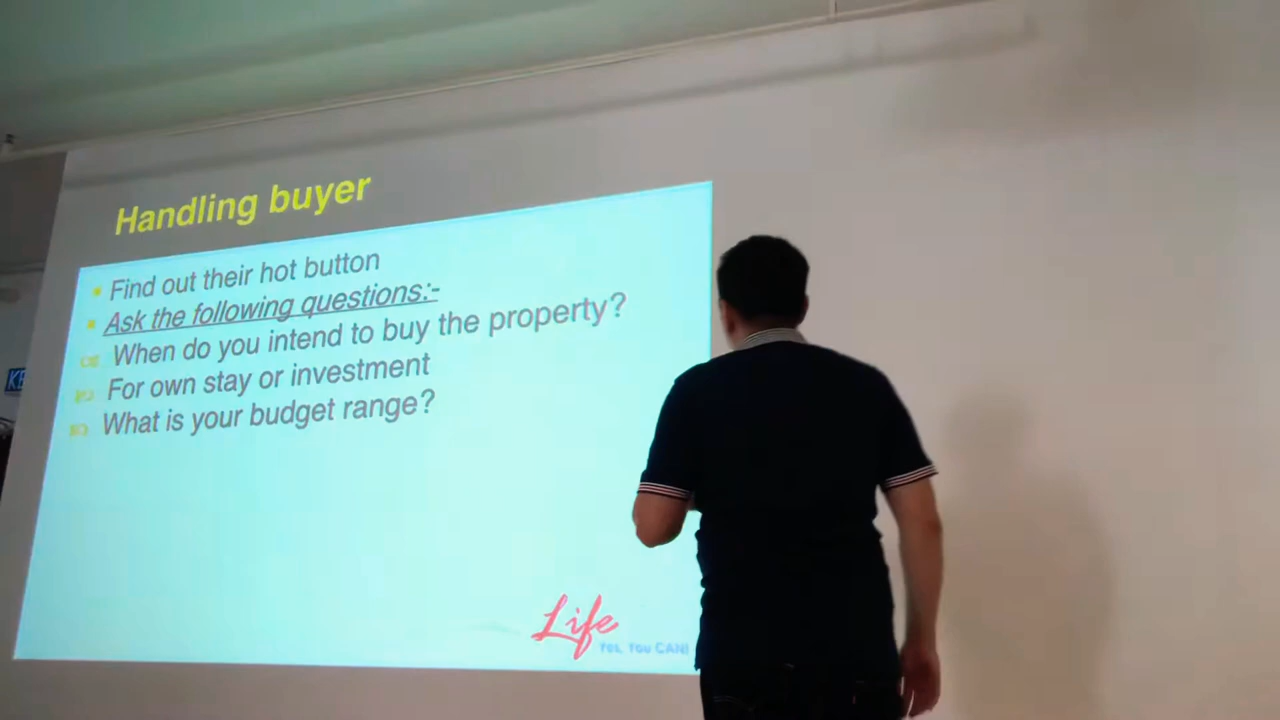 Handling buyer
Find out their hot button
Ask the following questions:-
When do you intend to buy the property?
For own stay or investment
What is your budget range?
Life
Yes, You CAN!